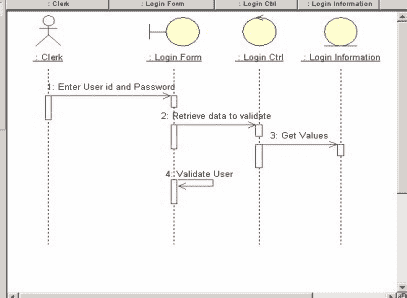 : Clerk : Login Form : Login Ctrl : Login Information
: Clerk : Login Form : Login Ctrl : Login Information
1: Enter User id and Password
2: Retrieve data to validate
3: Get Values
4: Validate User